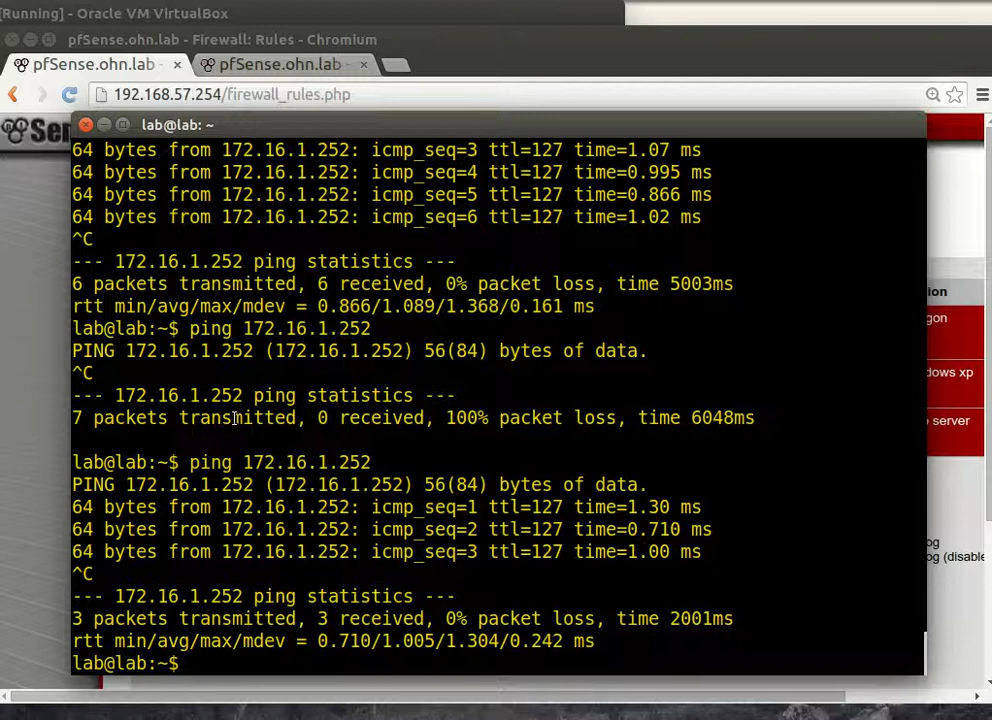 [Running] - Oracle VM VirtualBox
pfSense.ohn.lab - Firewall: Rules - Chromium
pfSense.ohn.lab - × pfSense.ohn.lab - ×
192.168.57.254/firewall_rules.php
Sen
lab@lab: ~
64 bytes from 172.16.1.252: icmp_seq=3 ttl=127 time=1.07 ms
64 bytes from 172.16.1.252: icmp_seq=4 ttl=127 time=0.995 ms
64 bytes from 172.16.1.252: icmp_seq=5 ttl=127 time=0.866 ms
64 bytes from 172.16.1.252: icmp_seq=6 ttl=127 time=1.02 ms
^C
--- 172.16.1.252 ping statistics ---
6 packets transmitted, 6 received, 0% packet loss, time 5003ms
ion
rtt min/avg/max/mdev = 0.866/1.089/1.368/0.161 ms
gon
lab@lab:~$ ping 172.16.1.252
PING 172.16.1.252 (172.16.1.252) 56(84) bytes of data.
^C
dows xp
--- 172.16.1.252 ping statistics ---
7 packets transmitted, 0 received, 100% packet loss, time 6048ms
o server
lab@lab:~$ ping 172.16.1.252
PING 172.16.1.252 (172.16.1.252) 56(84) bytes of data.
64 bytes from 172.16.1.252: icmp_seq=1 ttl=127 time=1.30 ms
64 bytes from 172.16.1.252: icmp_seq=2 ttl=127 time=0.710 ms
og
64 bytes from 172.16.1.252: icmp_seq=3 ttl=127 time=1.00 ms
og (disable
^C
--- 172.16.1.252 ping statistics ---
3 packets transmitted, 3 received, 0% packet loss, time 2001ms
rtt min/avg/max/mdev = 0.710/1.005/1.304/0.242 ms
lab@lab:~$